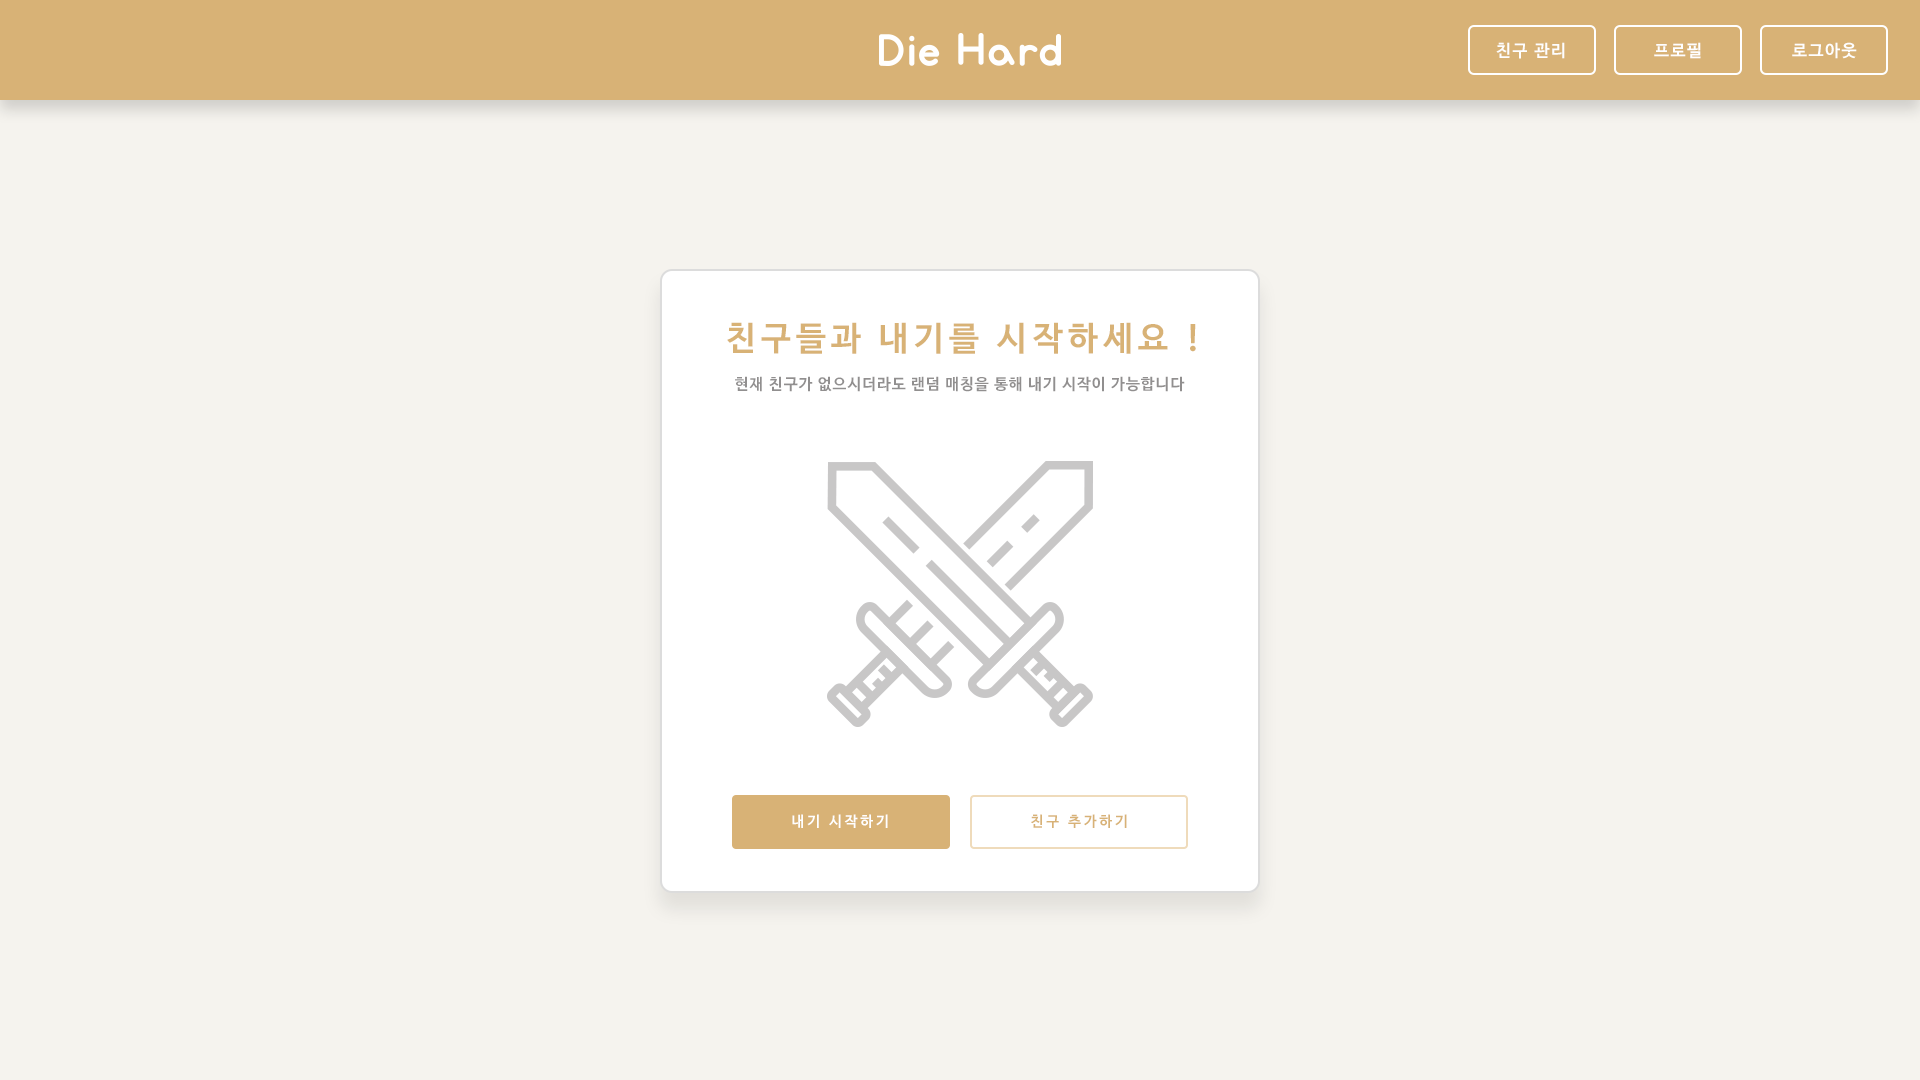 Die Hard
친구 관리
프로필
로그아웃
친구들과 내기를 시작하세요 !
현재 친구가 없으시더라도 랜덤 매칭을 통해 내기 시작이 가능합니다
내기 시작하기
친구 추가하기